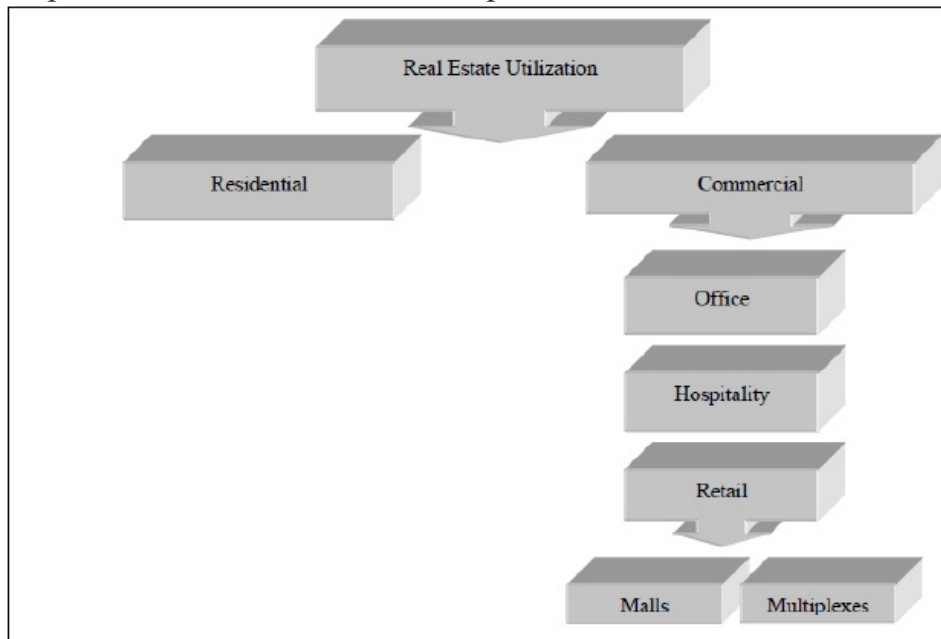 Real Estate Utilization
Residential
Commercial
Office
Hospitality
Retail
Malls
Multiplexes